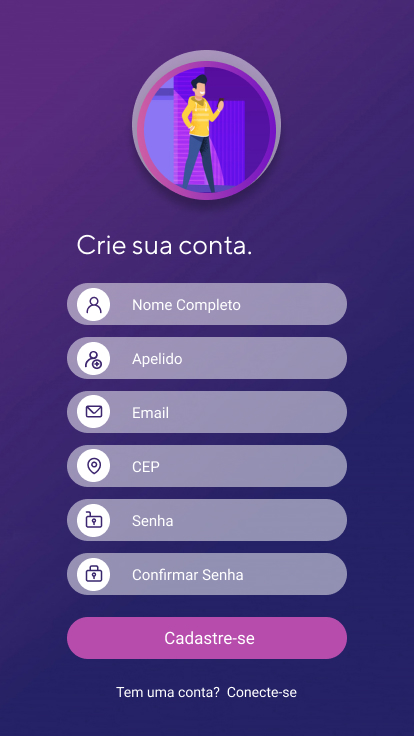 Crie sua conta.
Nome Completo
Apelido
Email
CEP
Senha
Confirmar Senha
Cadastre-se
Tem uma conta? Conecte-se